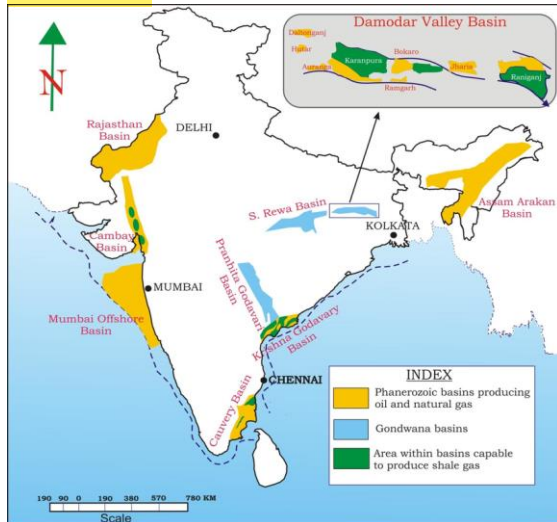 Damodar Valley Basin
Daltonganj
Hutar
Auranga
Karanpura
Bokaro
Ramgarh
Jharia
Raniganj
N
Rajasthan
Basin
DELHI
S. Rewa Basin
KOLKATA
Assam Arakan
Basin
Cambay
Basin
Pranhita Godavari
Basin
MUMBAI
Mumbai Offshore
Basin
Krishna Godavary
Basin
CHENNAI
Cauvery Basin
INDEX
Phanerozoic basins producing
oil and natural gas
Gondwana basins
Area within basins capable
to produce shale gas
190 90 0 190 380 570 780 KM
Scale